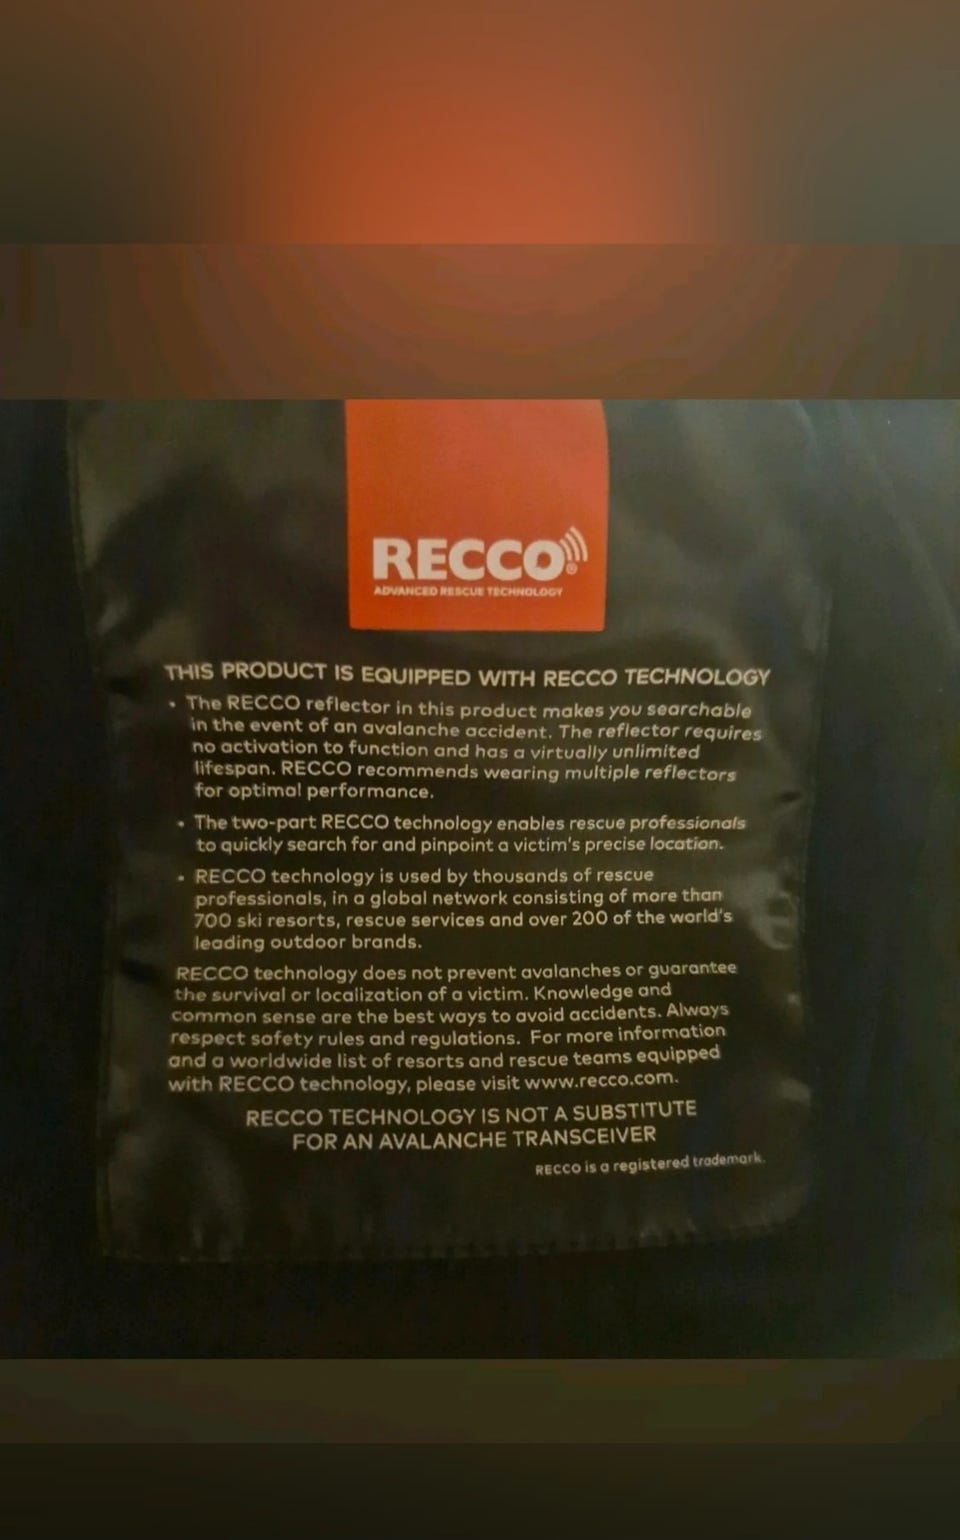 RECCO®
ADVANCED RESCUE TECHNOLOGY
THIS PRODUCT IS EQUIPPED WITH RECCO TECHNOLOGY
• The RECCO reflector in this product makes you searchable
in the event of an avalanche accident. The reflector requires
no activation to function and has a virtually unlimited
lifespan. RECCO recommends wearing multiple reflectors
for optimal performance.
• The two-part RECCO technology enables rescue professionals
to quickly search for and pinpoint a victim's precise location.
• RECCO technology is used by thousands of rescue
professionals, in a global network consisting of more than
700 ski resorts, rescue services and over 200 of the world's
leading outdoor brands.
RECCO technology does not prevent avalanches or guarantee
the survival or localization of a victim. Knowledge and
common sense are the best ways to avoid accidents. Always
respect safety rules and regulations. For more information
and a worldwide list of resorts and rescue teams equipped
with RECCO technology, please visit www.recco.com.
RECCO TECHNOLOGY IS NOT A SUBSTITUTE
FOR AN AVALANCHE TRANSCEIVER
RECCO is a registered trademark.